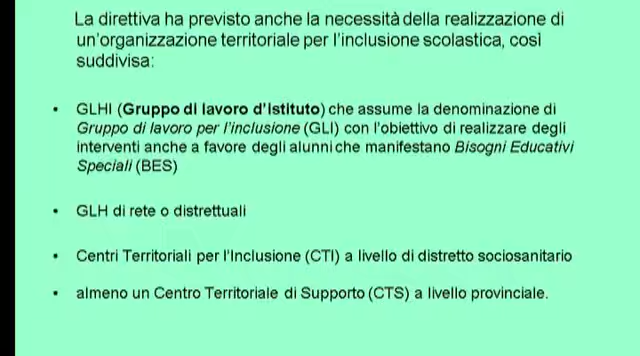 La direttiva ha previsto anche la necessità della realizzazione di
un'organizzazione territoriale per l'inclusione scolastica, così
suddivisa:
• GLHI (Gruppo di lavoro d'Istituto) che assume la denominazione di
Gruppo di lavoro per l'inclusione (GLI) con l'obiettivo di realizzare degli
interventi anche a favore degli alunni che manifestano Bisogni Educativi
Speciali (BES)
• GLH di rete o distrettuali
• Centri Territoriali per l'Inclusione (CTI) a livello di distretto sociosanitario
• almeno un Centro Territoriale di Supporto (CTS) a livello provinciale.